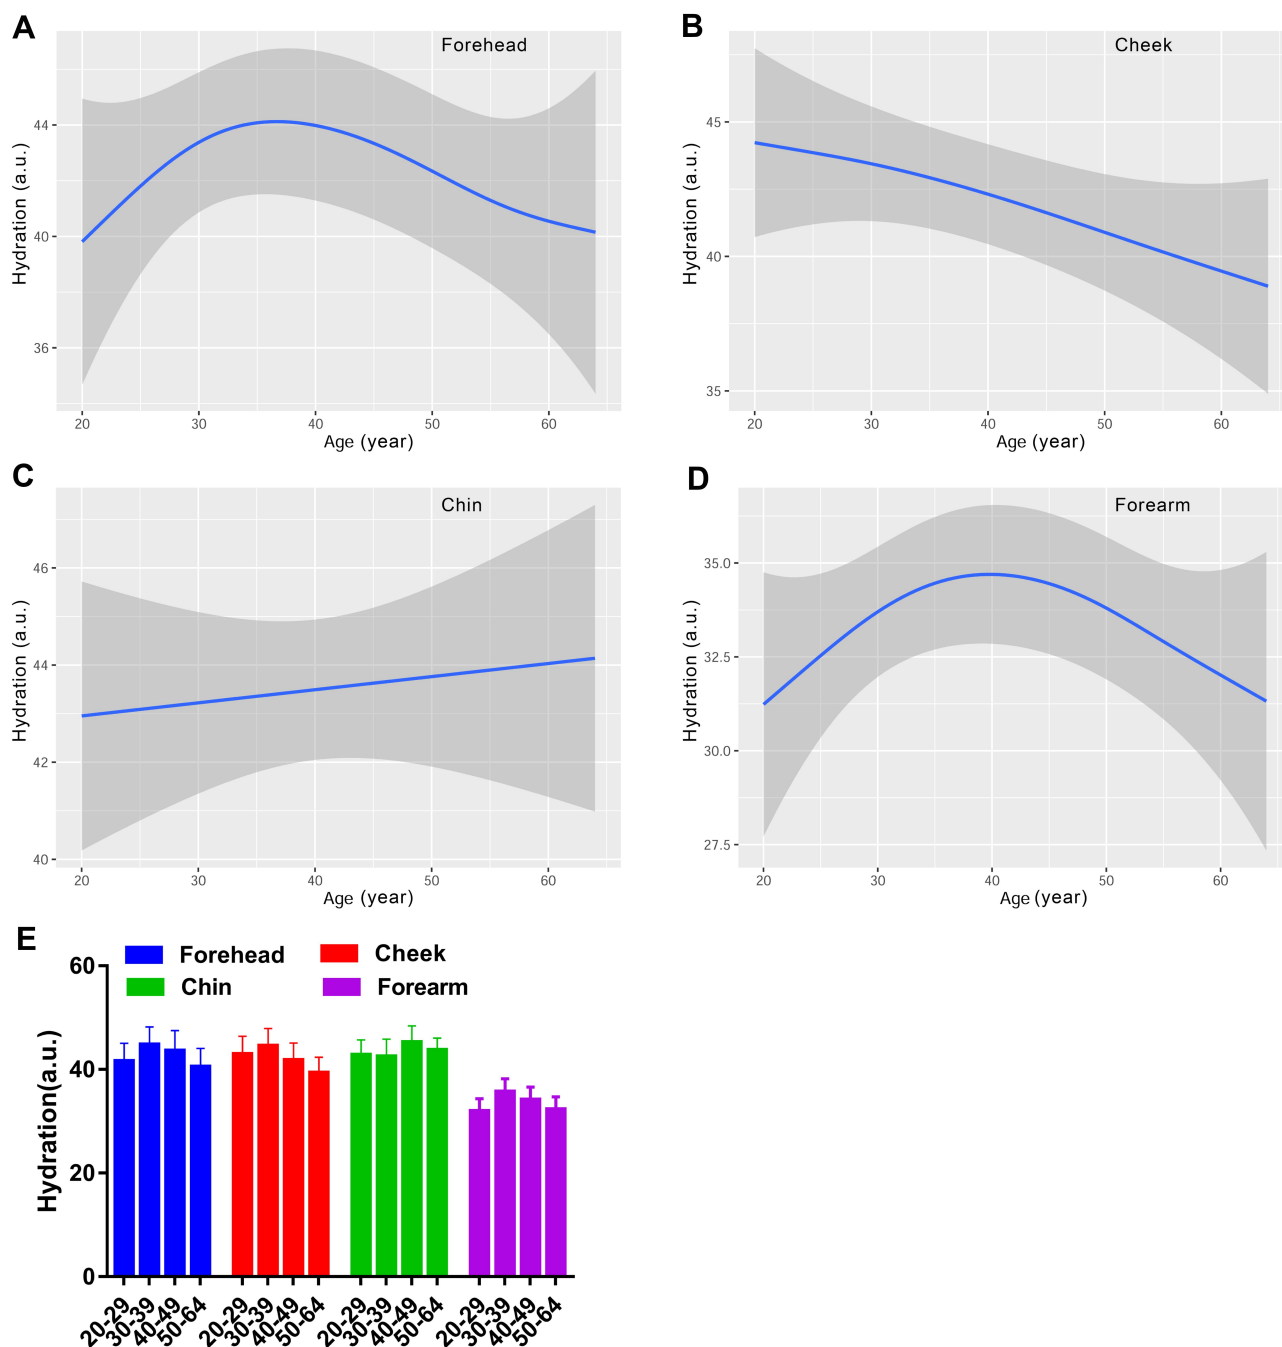 A
Forehead
Hydration (a.u.)
44
40
36
20 30 40 50 60
Age (year)
B
Cheek
Hydration (a.u.)
45
40
35
20 30 40 50 60
Age (year)
C
Chin
Hydration (a.u.)
46
44
42
40
20 30 40 50 60
Age (year)
D
Forearm
Hydration (a.u.)
35.0
32.5
30.0
27.5
20 30 40 50 60
Age (year)
E
Forehead Cheek
Chin Forearm
Hydration(a.u.)
60
40
20
0
20-29 30-39 40-49 50-64 20-29 30-39 40-49 50-64 20-29 30-39 40-49 50-64 20-29 30-39 40-49 50-64